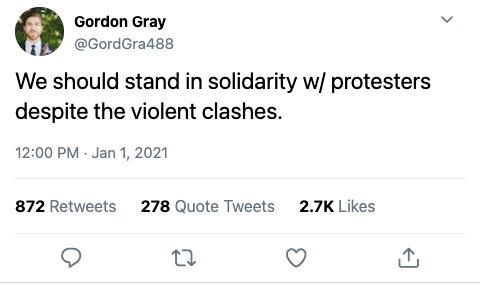 Gordon Gray
@GordGra488
We should stand in solidarity w/ protesters
despite the violent clashes.
12:00 PM · Jan 1, 2021
872 Retweets 278 Quote Tweets 2.7K Likes